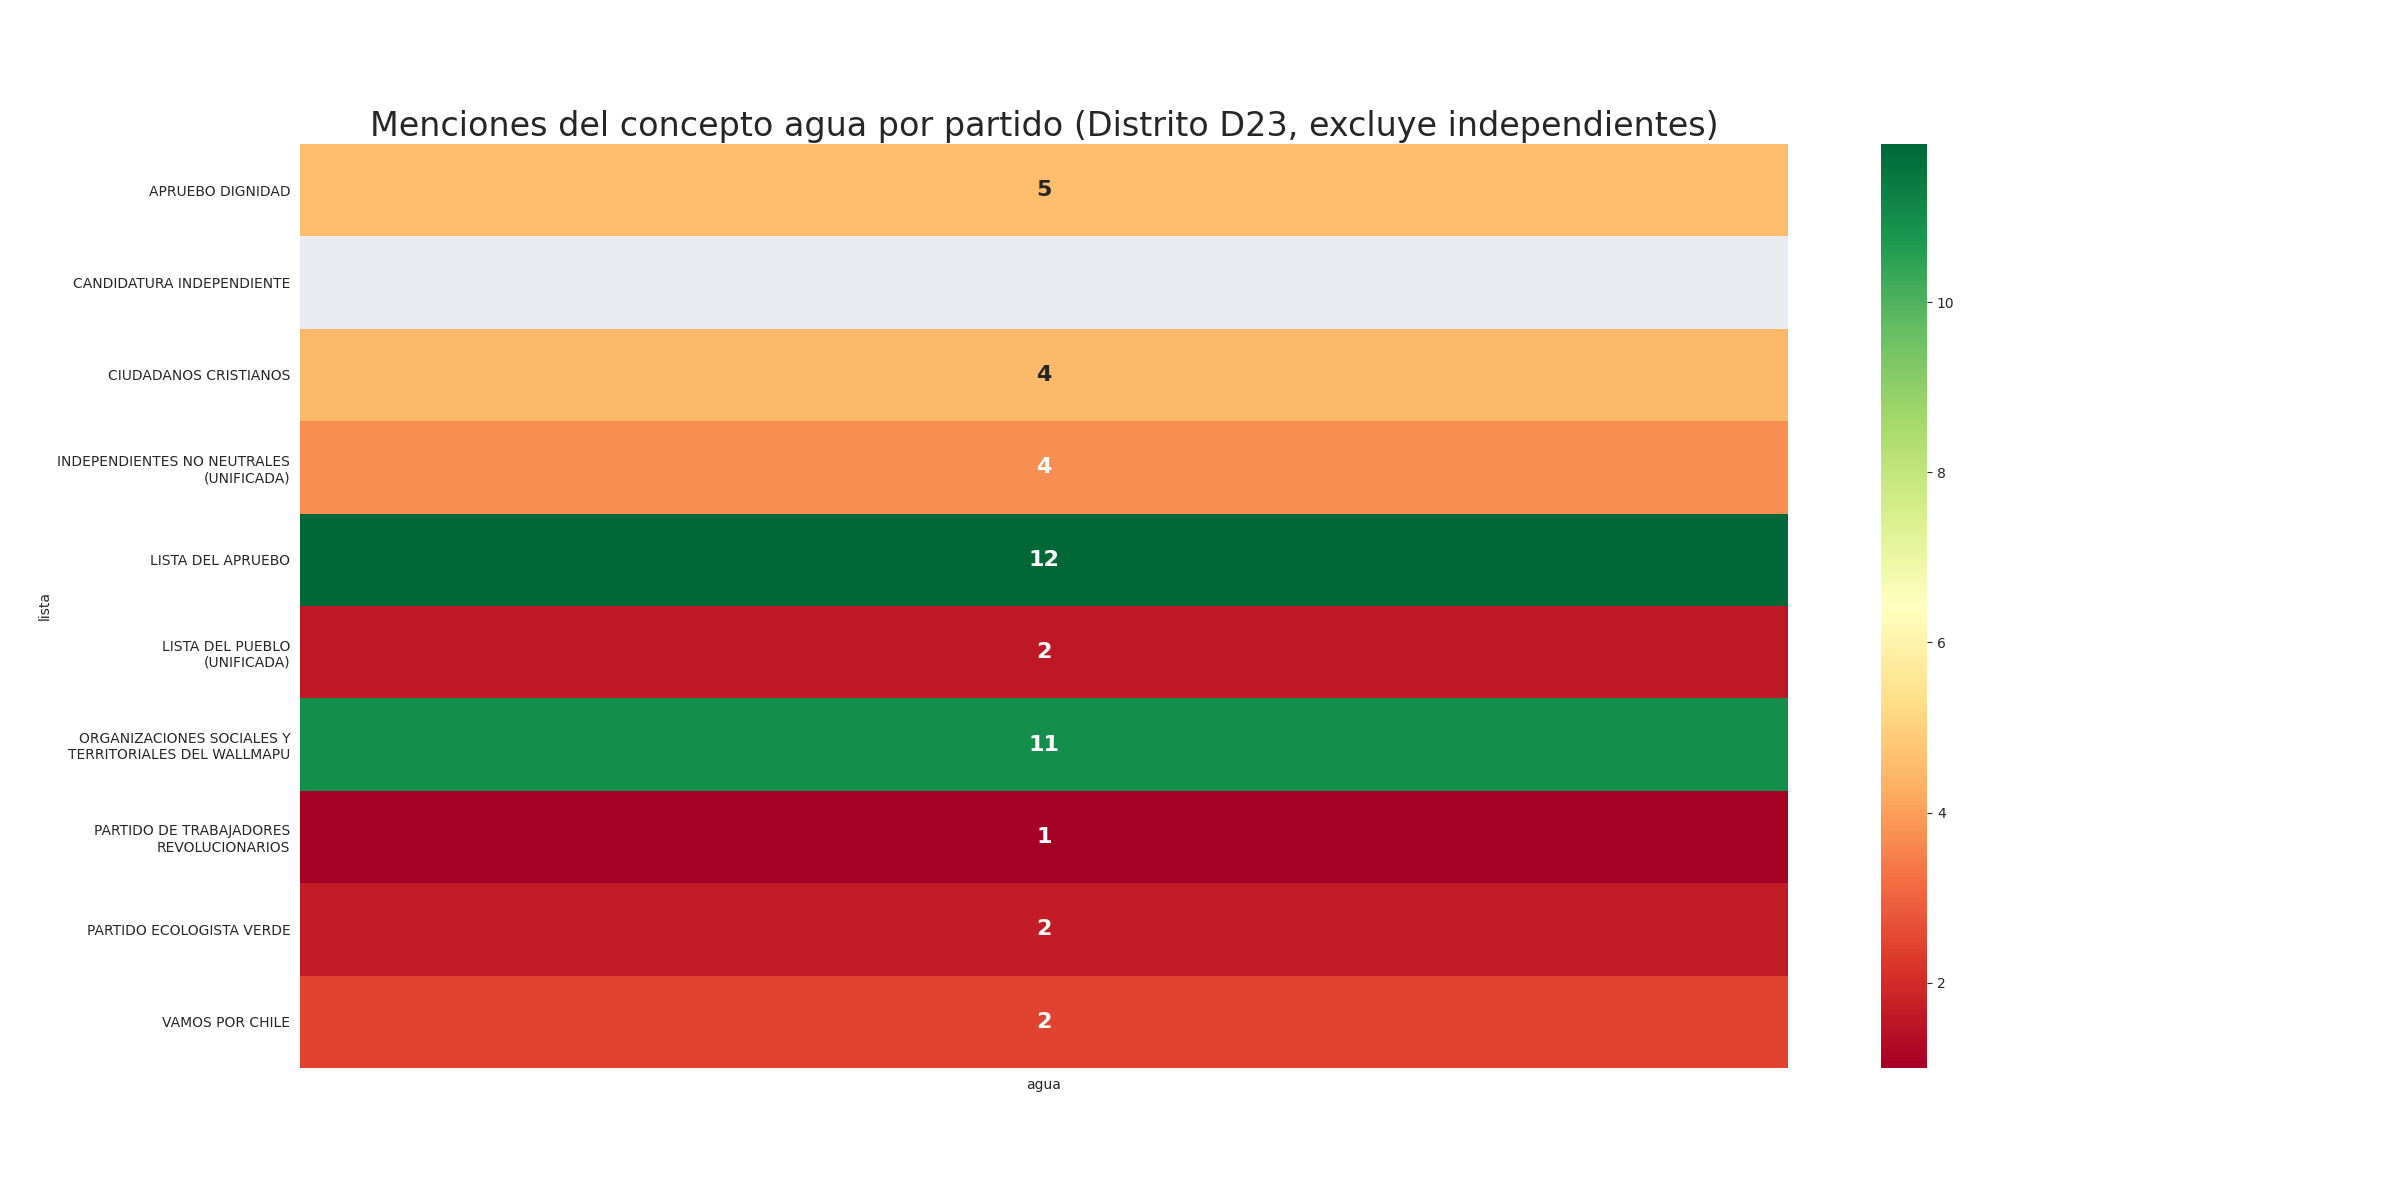 Menciones del concepto agua por partido (Distrito D23, excluye independientes)
APRUEBO DIGNIDAD
5
CANDIDATURA INDEPENDIENTE
CIUDADANOS CRISTIANOS
4
INDEPENDIENTES NO NEUTRALES
(UNIFICADA)
4
LISTA DEL APRUEBO
12
LISTA DEL PUEBLO
(UNIFICADA)
2
ORGANIZACIONES SOCIALES Y
TERRITORIALES DEL WALLMAPU
11
PARTIDO DE TRABAJADORES
REVOLUCIONARIOS
1
PARTIDO ECOLOGISTA VERDE
2
VAMOS POR CHILE
2
lista
agua
10
8
6
4
2